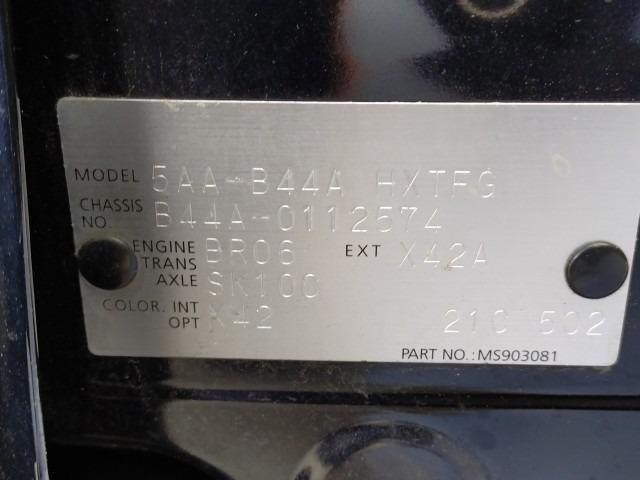 MODEL 5AA-B44A HXTFG
CHASSIS NO. B44A-0112574
ENGINE BR06 EXT X42A
TRANS AXLE SK100
COLOR. INT OPT X42 21C 502
PART NO.:MS903081